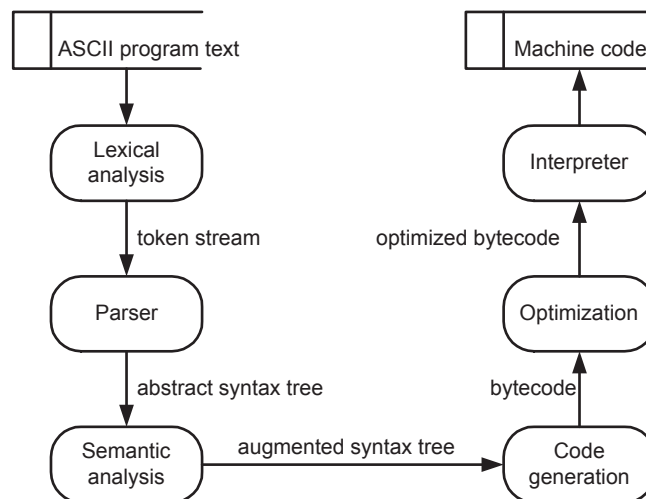 ASCII program text
Machine code
Lexical
analysis
Interpreter
token stream
optimized bytecode
Parser
Optimization
abstract syntax tree
bytecode
Semantic
analysis
augmented syntax tree
Code
generation